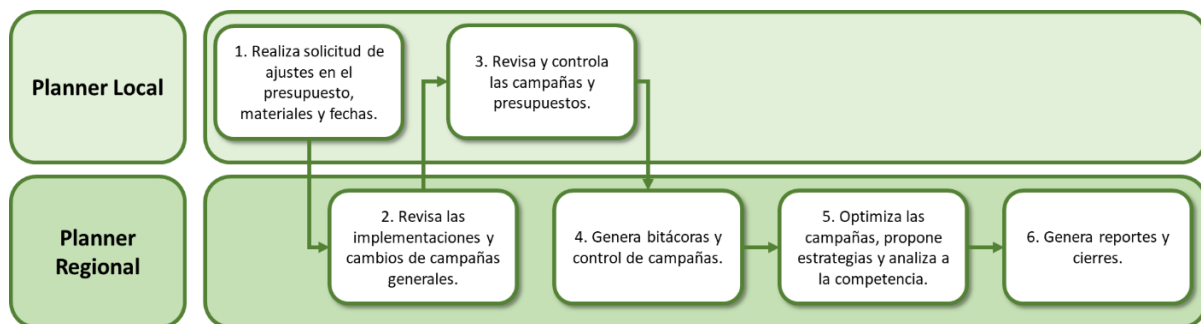 Planner Local
1. Realiza solicitud de
ajustes en el
presupuesto,
materiales y fechas.
3. Revisa y controla
las campañas y
presupuestos.
Planner
Regional
2. Revisa las
implementaciones y
cambios de campañas
generales.
4. Genera bitácoras y
control de campañas.
5. Optimiza las
campañas, propone
estrategias y analiza a
la competencia.
6. Genera reportes y
cierres.